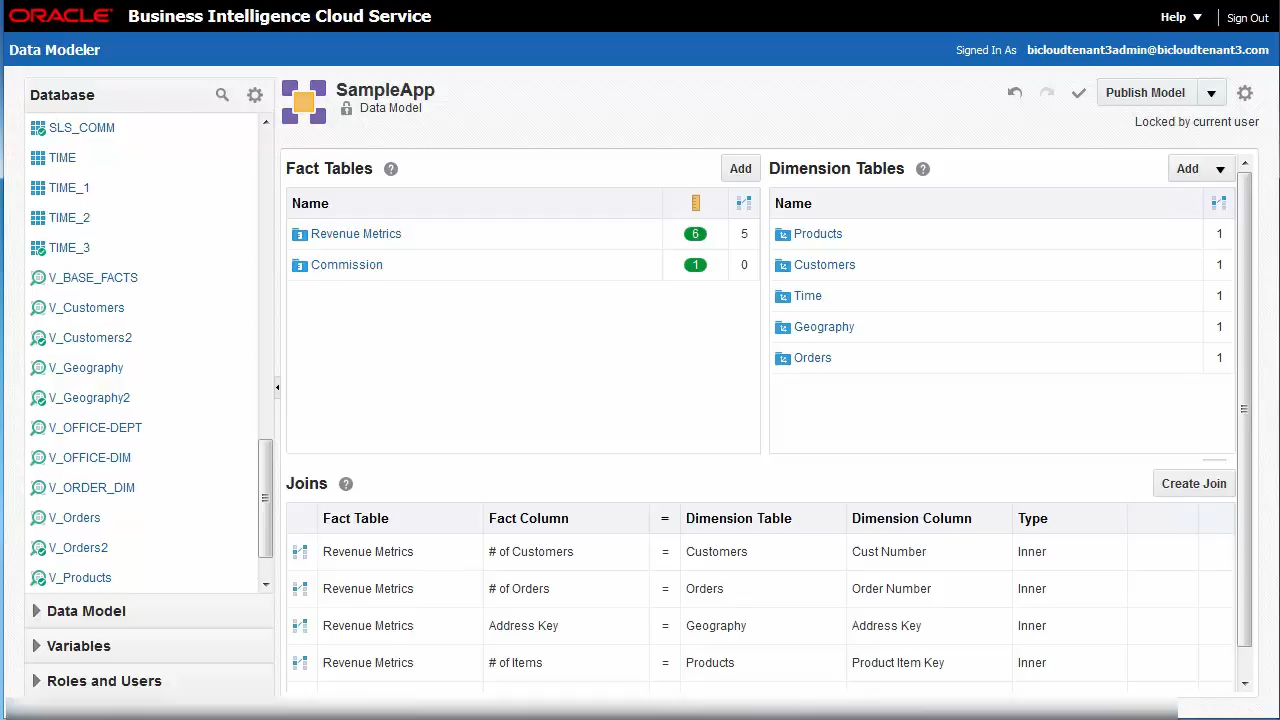 ORACLE Business Intelligence Cloud Service
Help Sign Out
Data Modeler
Signed In As bicloudtenant3admin@bicloudtenant3.com
Database
SLS_COMM
TIME
TIME_1
TIME_2
TIME_3
V_BASE_FACTS
V_Customers
V_Customers2
V_Geography
V_Geography2
V_OFFICE-DEPT
V_OFFICE-DIM
V_ORDER_DIM
V_Orders
V_Orders2
V_Products
Data Model
Variables
Roles and Users
SampleApp
Data Model
Publish Model
Locked by current user
Fact Tables ? Add
Name
Revenue Metrics 6 5
Commission 1 0
Dimension Tables ? Add
Name
Products 1
Customers 1
Time 1
Geography 1
Orders 1
Joins ? Create Join
Fact Table Fact Column = Dimension Table Dimension Column Type
Revenue Metrics # of Customers = Customers Cust Number Inner
Revenue Metrics # of Orders = Orders Order Number Inner
Revenue Metrics Address Key = Geography Address Key Inner
Revenue Metrics # of Items = Products Product Item Key Inner